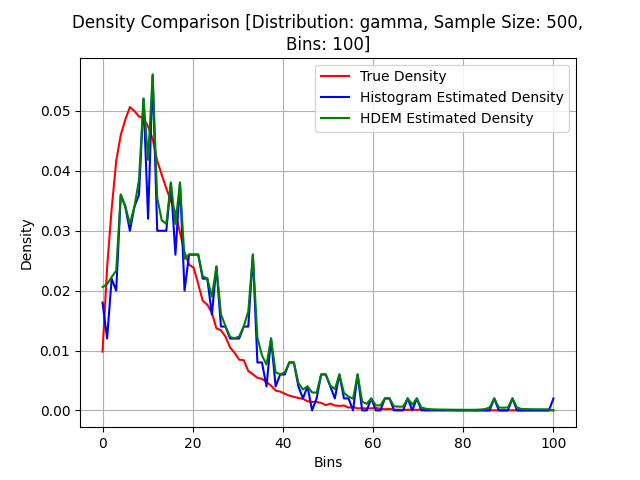 Density Comparison [Distribution: gamma, Sample Size: 500,
Bins: 100]
True Density
Histogram Estimated Density
HDEM Estimated Density
Density
0.05
0.04
0.03
0.02
0.01
0.00
0 20 40 60 80 100
Bins